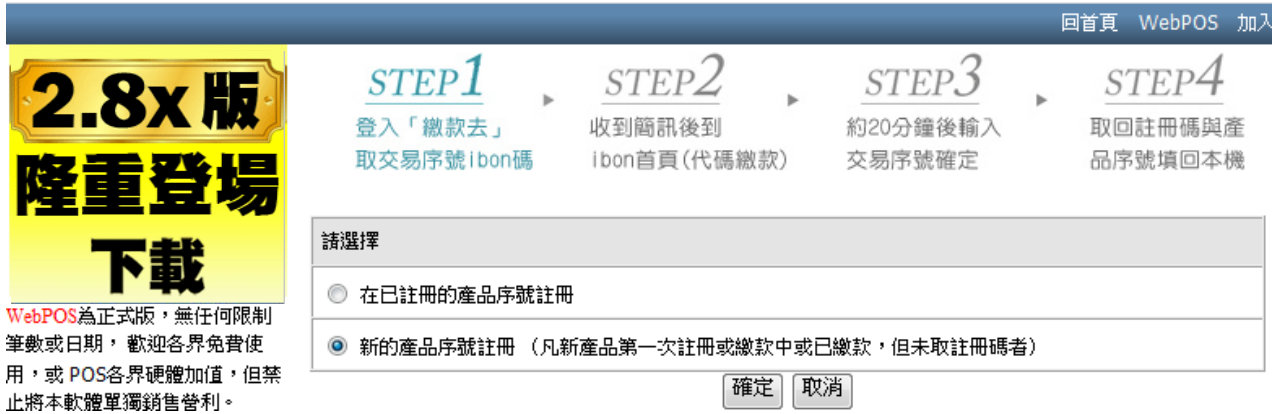 回首頁 WebPOS 加入
2.8x 版
隆重登場
下載
WebPOS為正式版，無任何限制
筆數或日期， 歡迎各界免費使
用，或 POS各界硬體加值，但禁
止將本軟體單獨銷售營利。
STEP1
登入「繳款去」
取交易序號ibon碼
STEP2
收到簡訊後到
ibon首頁(代碼繳款)
STEP3
約20分鐘後輸入
交易序號確定
STEP4
取回註冊碼與產
品序號填回本機
請選擇
在已註冊的產品序號註冊
新的產品序號註冊 （凡新產品第一次註冊或繳款中或已繳款，但未取註冊碼者）
確定 取消